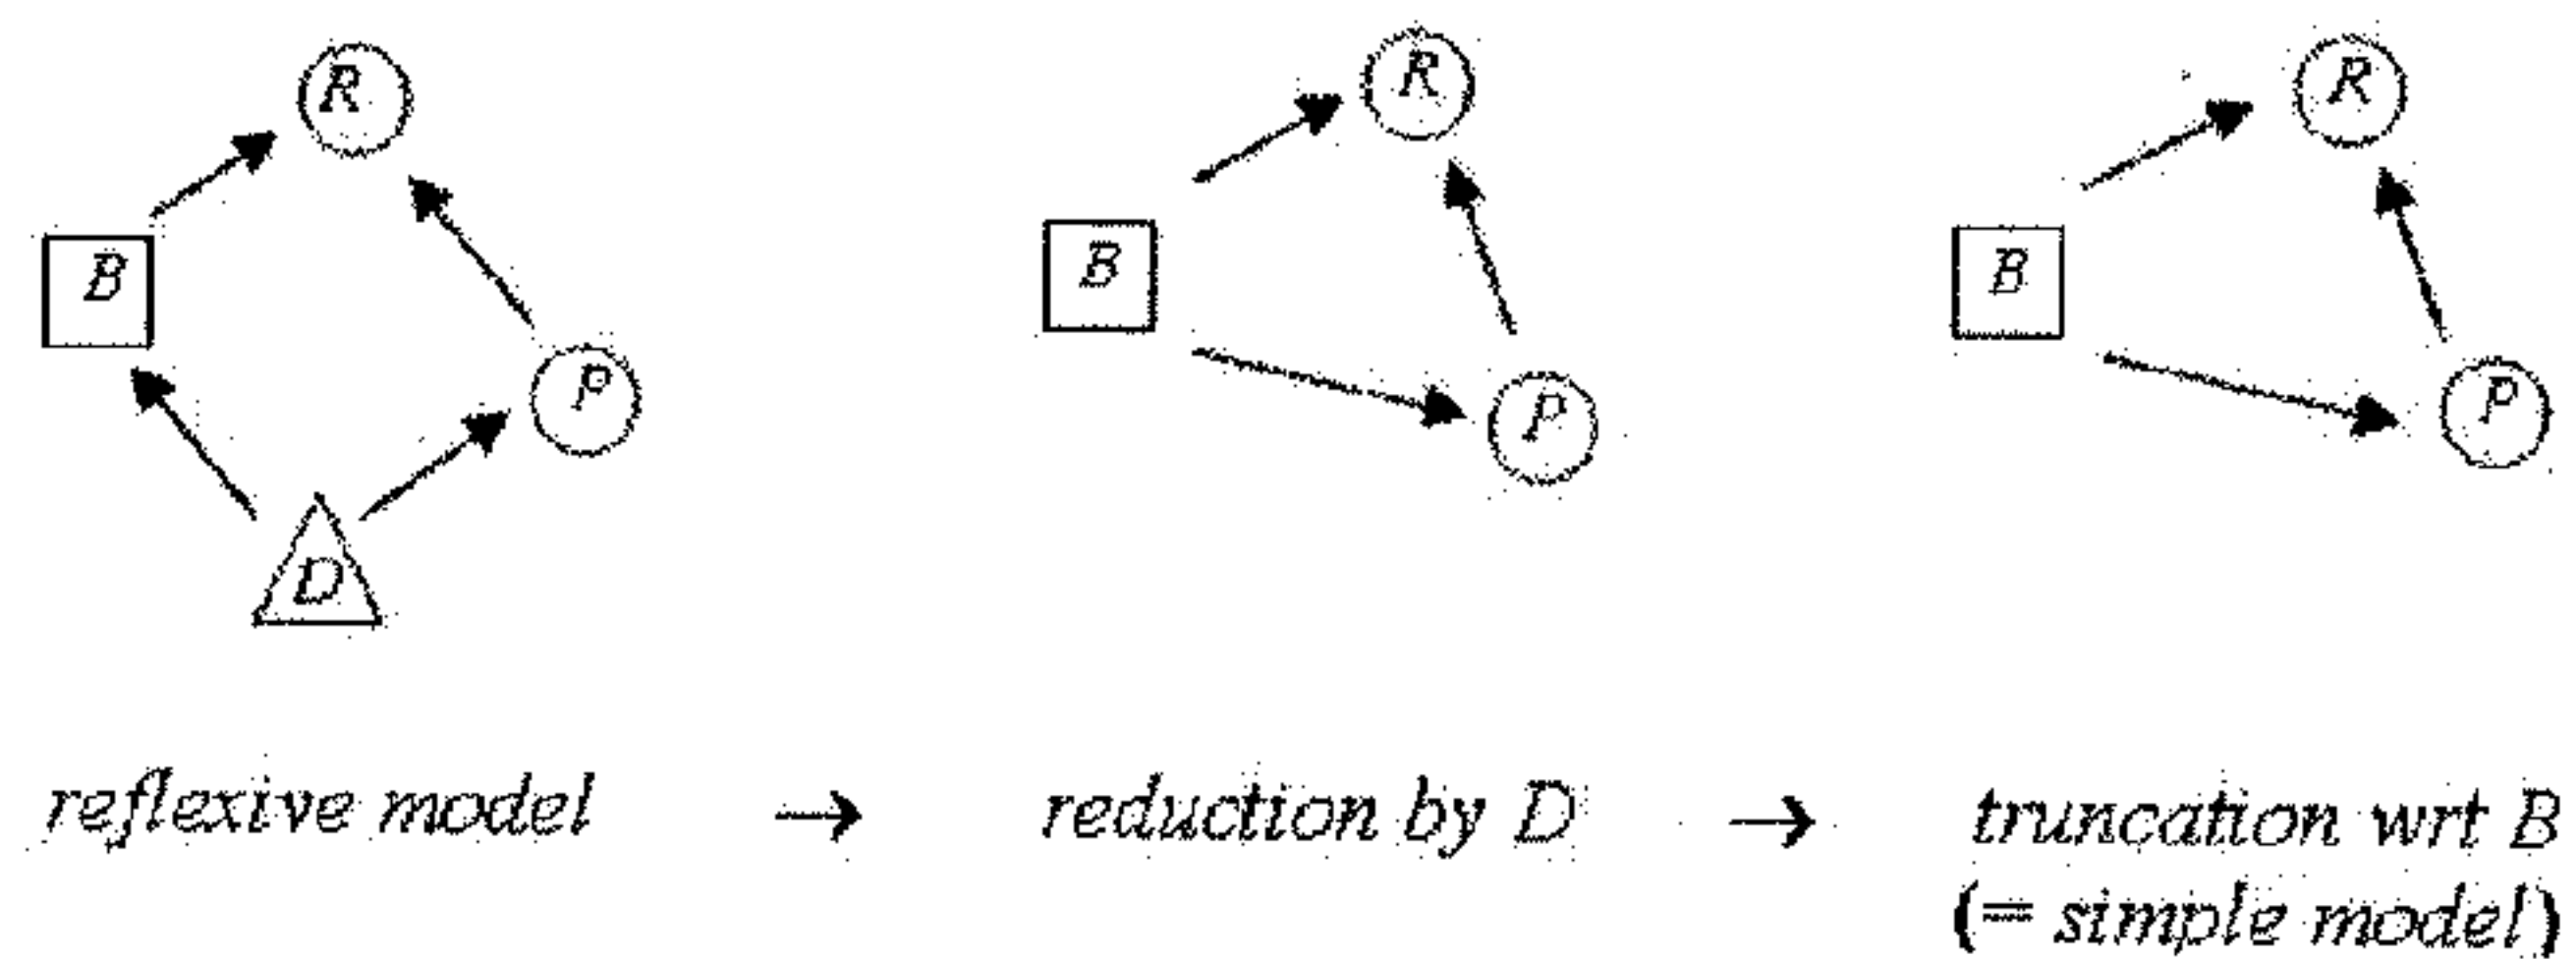 R R R
B B B
P P P
D
reflexive model → reduction by D → truncation wrt B
(= simple model)